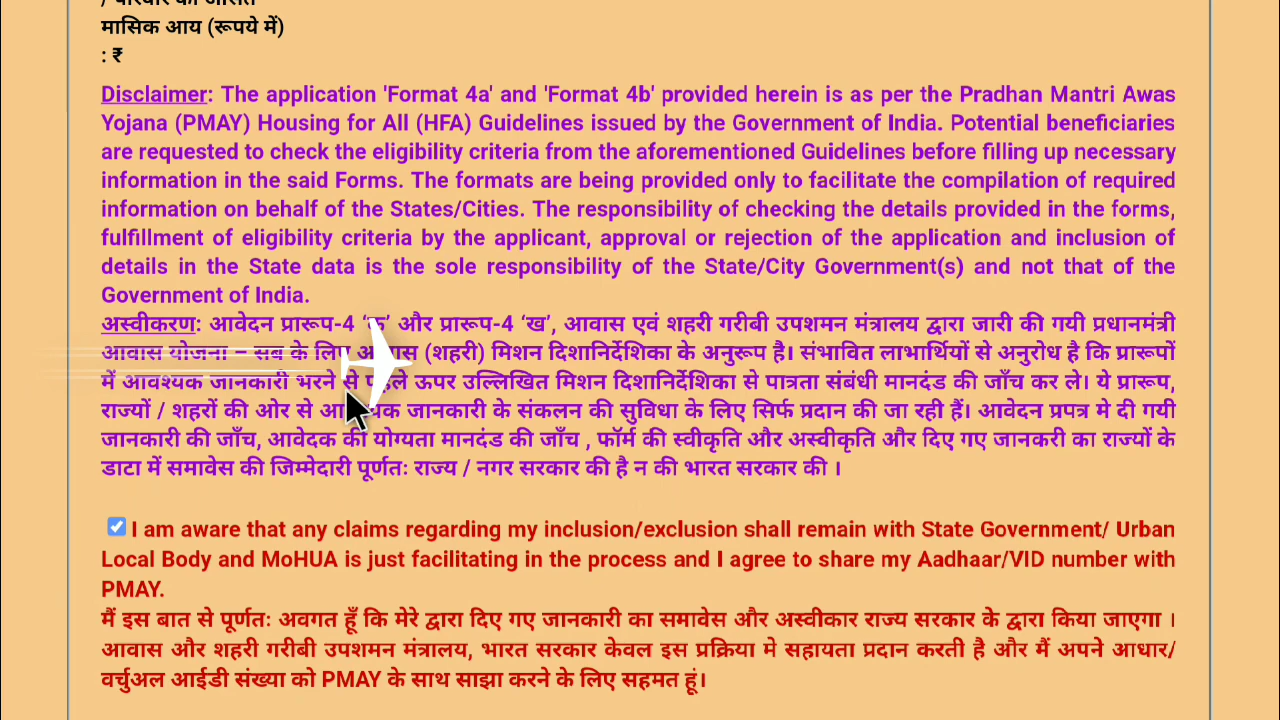 / परिवार की औसत
मासिक आय (रूपये में)
: ₹
Disclaimer: The application 'Format 4a' and 'Format 4b' provided herein is as per the Pradhan Mantri Awas
Yojana (PMAY) Housing for All (HFA) Guidelines issued by the Government of India. Potential beneficiaries
are requested to check the eligibility criteria from the aforementioned Guidelines before filling up necessary
information in the said Forms. The formats are being provided only to facilitate the compilation of required
information on behalf of the States/Cities. The responsibility of checking the details provided in the forms,
fulfillment of eligibility criteria by the applicant, approval or rejection of the application and inclusion of
details in the State data is the sole responsibility of the State/City Government(s) and not that of the
Government of India.
अस्वीकरण: आवेदन प्रारूप-4 ‘क’ और प्रारूप-4 ‘ख’, आवास एवं शहरी गरीबी उपशमन मंत्रालय द्वारा जारी की गयी प्रधानमंत्री
आवास योजना – सब के लिए आवास (शहरी) मिशन दिशानिर्देशिका के अनुरूप है। संभावित लाभार्थियों से अनुरोध है कि प्रारूपों
में आवश्यक जानकारी भरने से पहले ऊपर उल्लिखित मिशन दिशानिर्देशिका से पात्रता संबंधी मानदंड की जाँच कर ले। ये प्रारूप,
राज्यों / शहरों की ओर से आवश्यक जानकारी के संकलन की सुविधा के लिए सिर्फ प्रदान की जा रही हैं। आवेदन प्रपत्र मे दी गयी
जानकारी की जाँच, आवेदक की योग्यता मानदंड की जाँच , फॉर्म की स्वीकृति और अस्वीकृति और दिए गए जानकरी का राज्यों के
डाटा में समावेस की जिम्मेदारी पूर्णतः राज्य / नगर सरकार की है न की भारत सरकार की ।
I am aware that any claims regarding my inclusion/exclusion shall remain with State Government/ Urban
Local Body and MoHUA is just facilitating in the process and I agree to share my Aadhaar/VID number with
PMAY.
मैं इस बात से पूर्णतः अवगत हूँ कि मेरे द्वारा दिए गए जानकारी का समावेस और अस्वीकार राज्य सरकार के द्वारा किया जाएगा ।
आवास और शहरी गरीबी उपशमन मंत्रालय, भारत सरकार केवल इस प्रक्रिया मे सहायता प्रदान करती है और मैं अपने आधार/
वर्चुअल आईडी संख्या को PMAY के साथ साझा करने के लिए सहमत हूं।